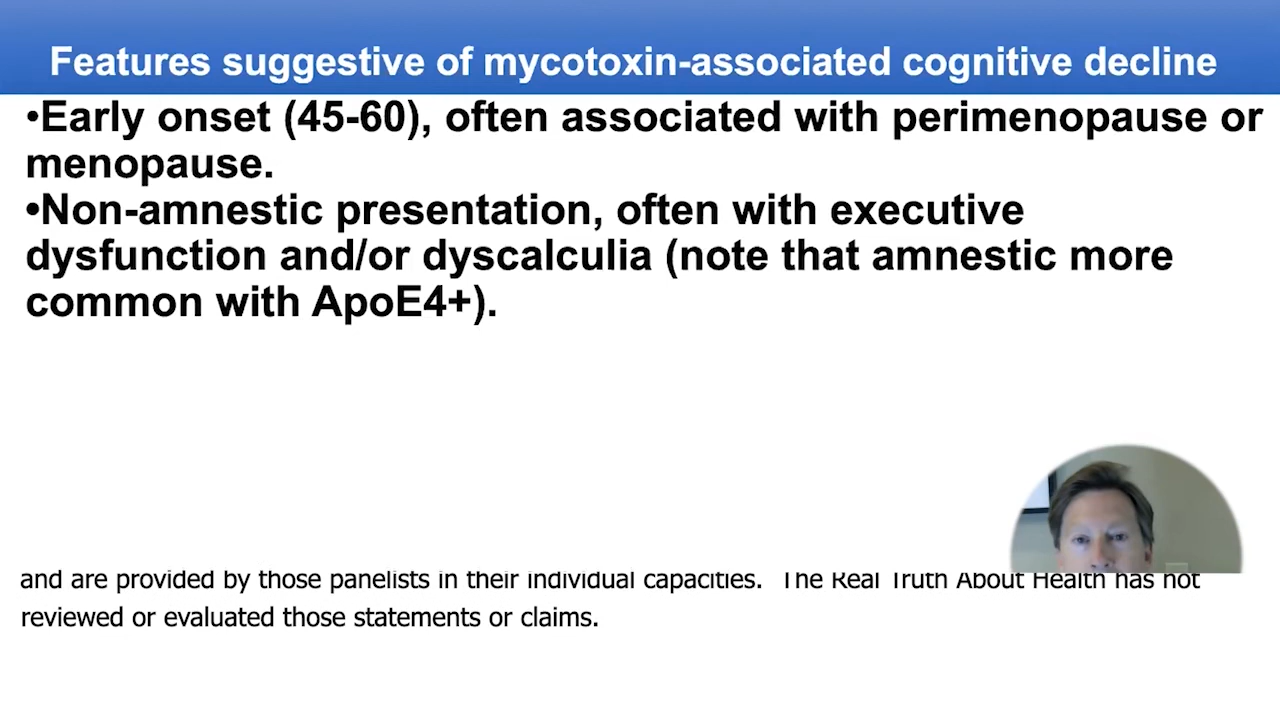 Features suggestive of mycotoxin-associated cognitive decline
•Early onset (45-60), often associated with perimenopause or
menopause.
•Non-amnestic presentation, often with executive
dysfunction and/or dyscalculia (note that amnestic more
common with ApoE4+).
and are provided by those panelists in their individual capacities. The Real Truth About Health has not
reviewed or evaluated those statements or claims.